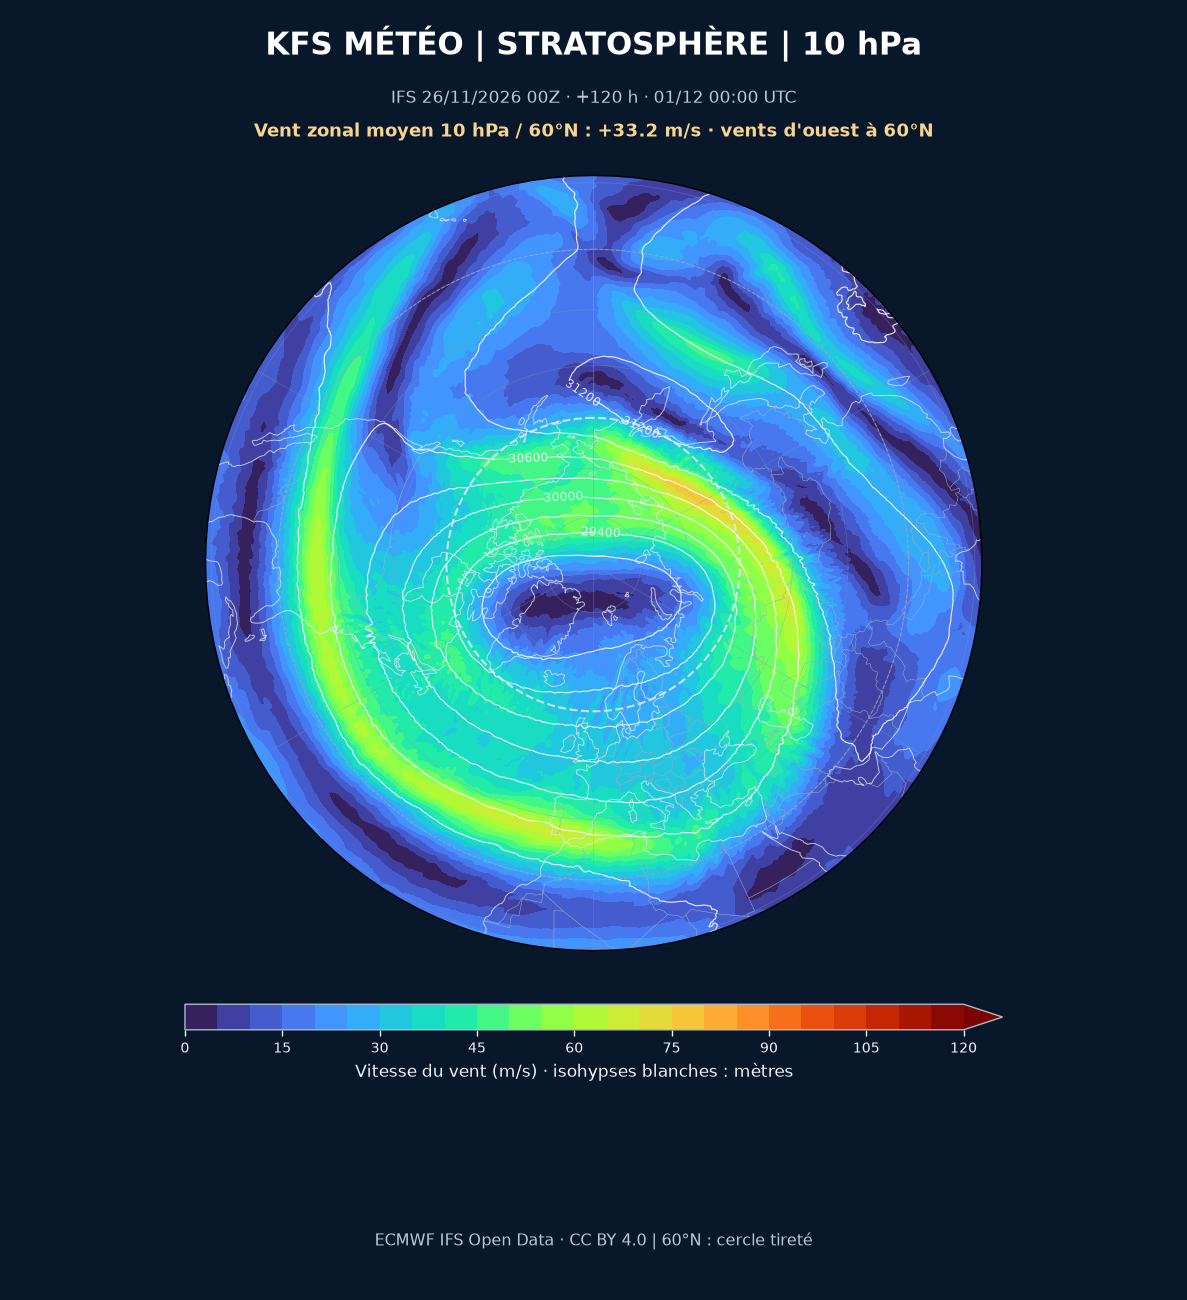 KFS MÉTÉO | STRATOSPHÈRE | 10 hPa
IFS 26/11/2026 00Z · +120 h · 01/12 00:00 UTC
Vent zonal moyen 10 hPa / 60°N : +33.2 m/s · vents d'ouest à 60°N
31200
31200
30600
30000
29400
0 15 30 45 60 75 90 105 120
Vitesse du vent (m/s) · isohypses blanches : mètres
ECMWF IFS Open Data · CC BY 4.0 | 60°N : cercle tireté